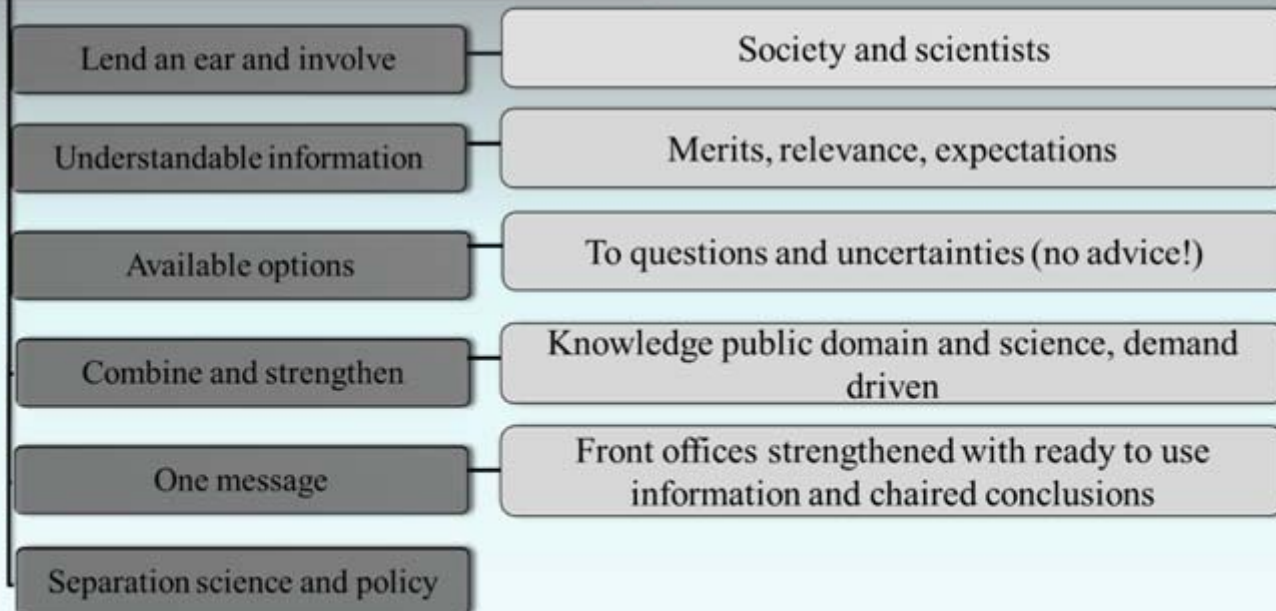 Lend an ear and involve
Society and scientists
Understandable information
Merits, relevance, expectations
Available options
To questions and uncertainties (no advice!)
Combine and strengthen
Knowledge public domain and science, demand
driven
One message
Front offices strengthened with ready to use
information and chaired conclusions
Separation science and policy